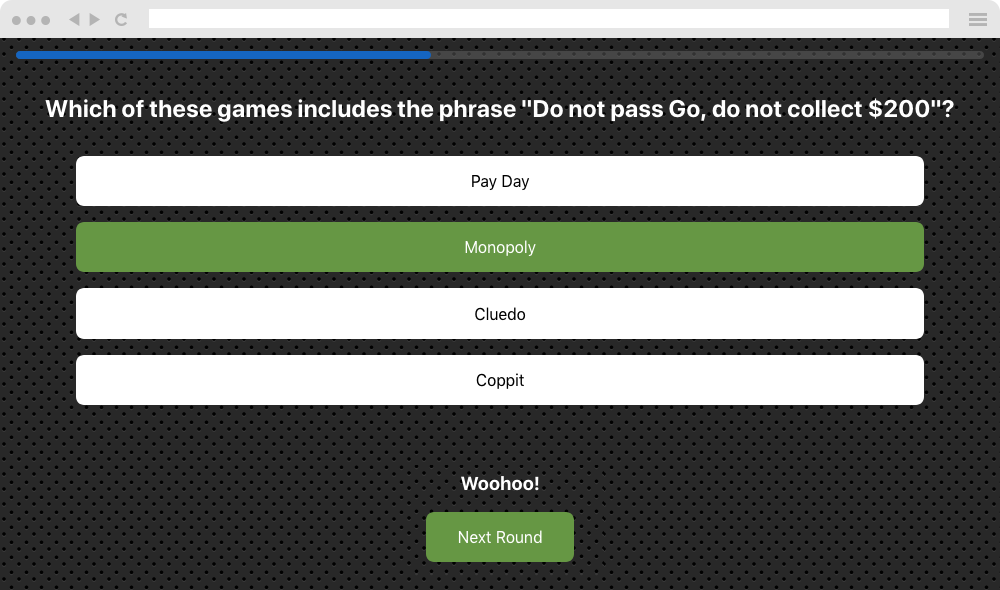 Which of these games includes the phrase "Do not pass Go, do not collect $200"?
Pay Day
Monopoly
Cluedo
Coppit
Woohoo!
Next Round